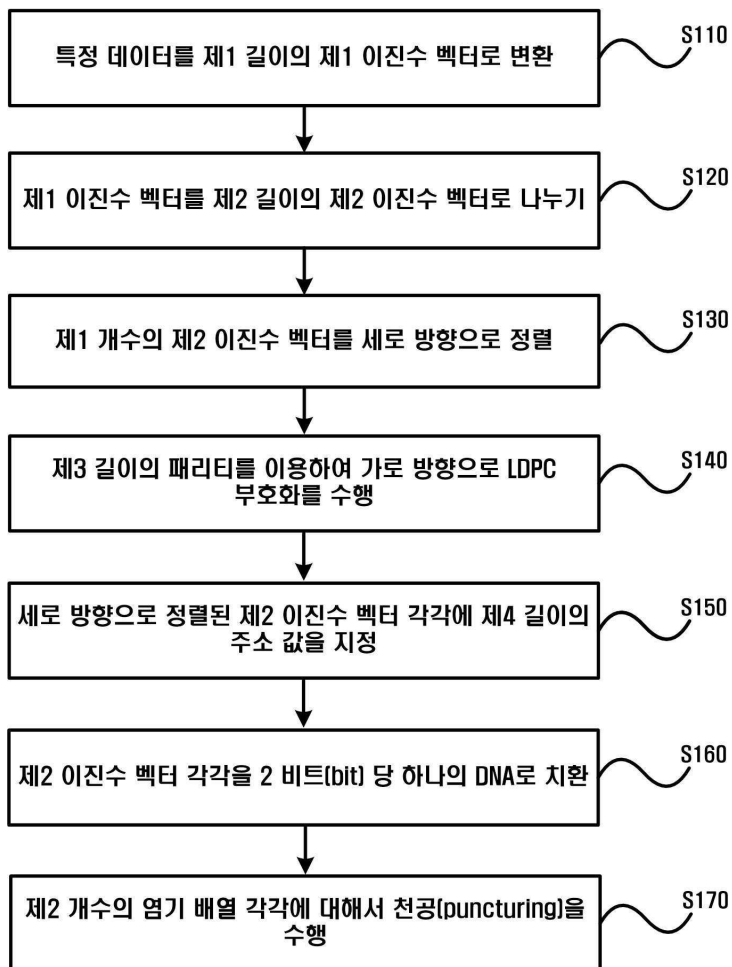 특정 데이터를 제1 길이의 제1 이진수 벡터로 변환
S110
제1 이진수 벡터를 제2 길이의 제2 이진수 벡터로 나누기
S120
제1 개수의 제2 이진수 벡터를 세로 방향으로 정렬
S130
제3 길이의 패리티를 이용하여 가로 방향으로 LDPC
부호화를 수행
S140
세로 방향으로 정렬된 제2 이진수 벡터 각각에 제4 길이의
주소 값을 지정
S150
제2 이진수 벡터 각각을 2 비트(bit) 당 하나의 DNA로 치환
S160
제2 개수의 염기 배열 각각에 대해서 천공(puncturing)을
수행
S170